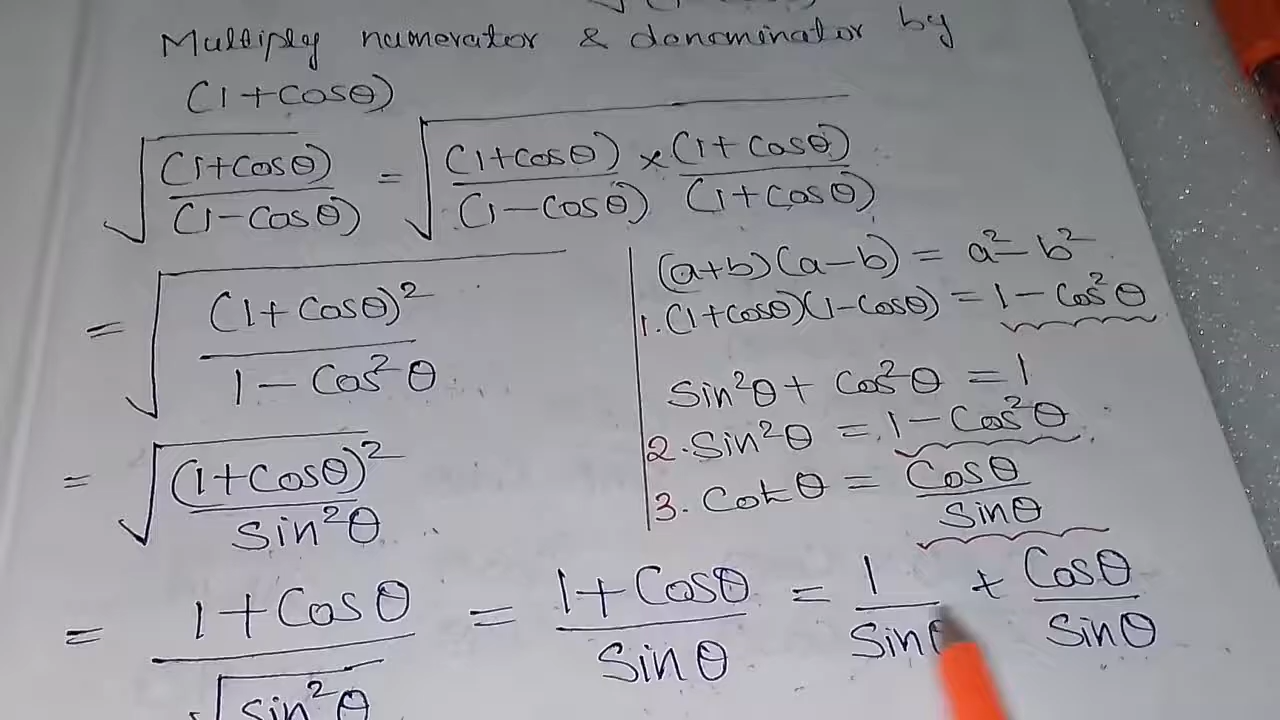 Multiply numerator & denominator by
(1+cosθ)
√((1+cosθ)/(1-cosθ)) = √((1+cosθ)/(1-cosθ) × (1+cosθ)/(1+cosθ))
= √((1+cosθ)²/(1-cos²θ))
= √((1+cosθ)²/sin²θ)
(a+b)(a-b) = a²-b²
1. (1+cosθ)(1-cosθ) = 1-cos²θ
sin²θ + cos²θ = 1
2. sin²θ = 1-cos²θ
3. cotθ = cosθ/sinθ
= (1+cosθ)/√(sin²θ) = (1+cosθ)/sinθ = 1/sinθ + cosθ/sinθ